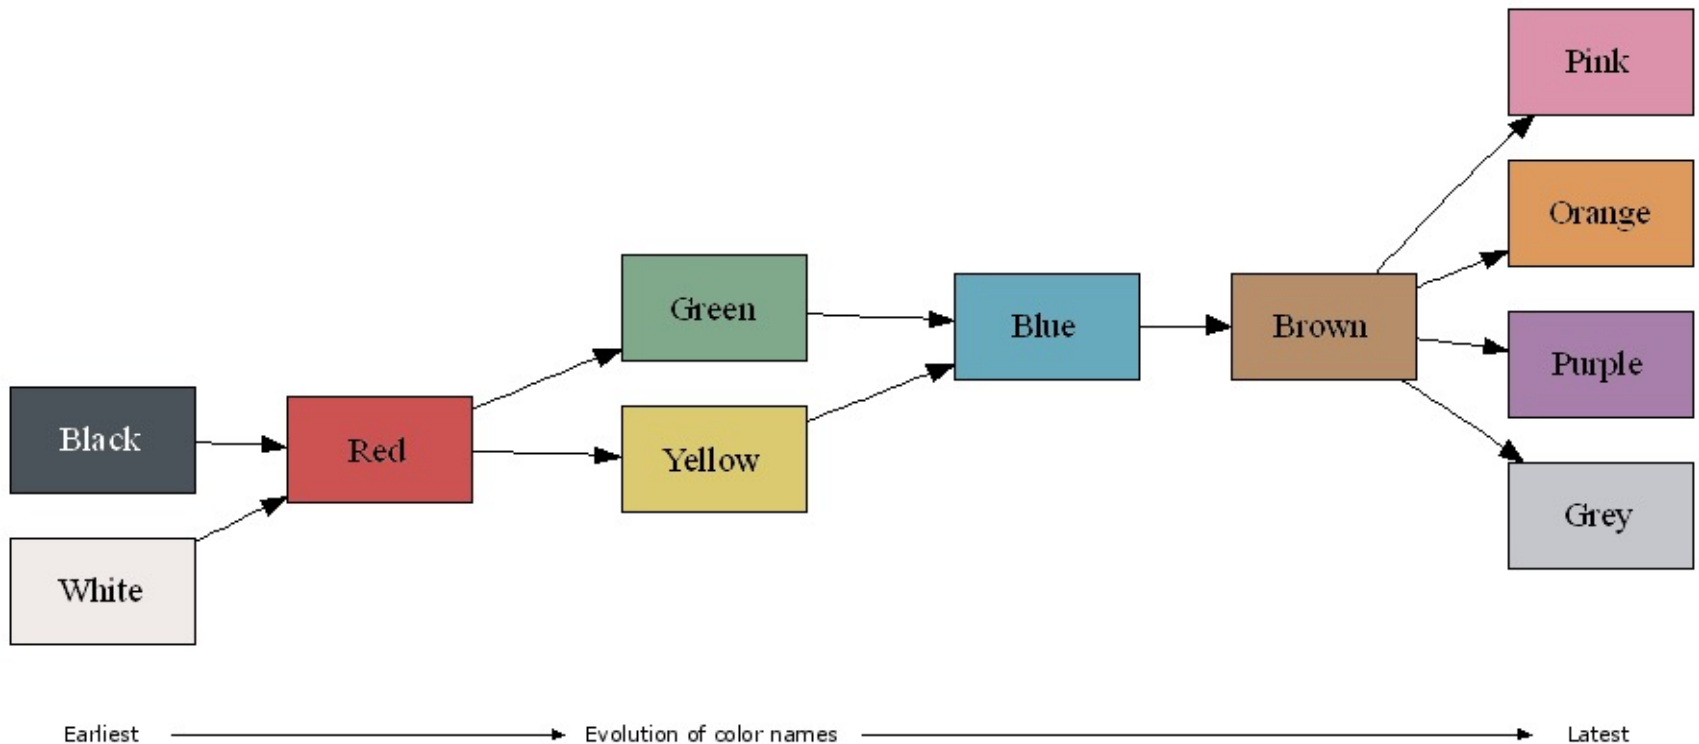 Pink
Orange
Green
Blue
Brown
Purple
Black
Red
Yellow
Grey
White
Earliest
Evolution of color names
Latest